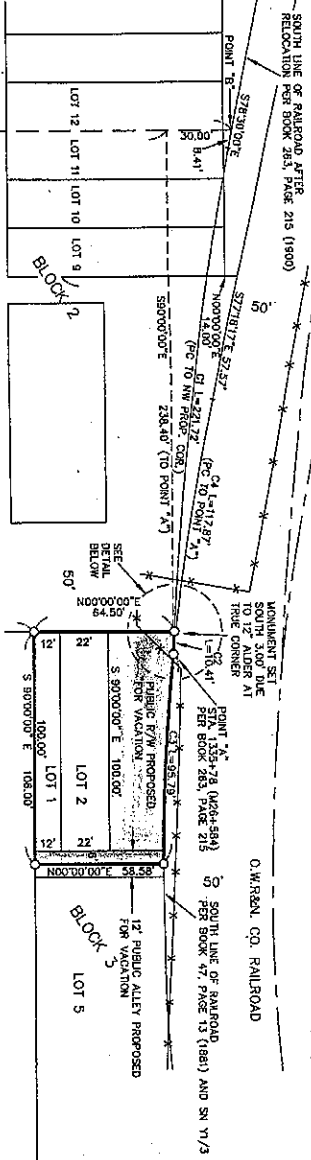 SOUTH LINE OF RAILROAD AFTER
RELOCATION PER BOOK 263, PAGE 215 (1900)
POINT "B"
S78°30'00"E
30.00'
8.41'
LOT 12
LOT 11
LOT 10
LOT 9
BLOCK 2
50'
S77°18'17"E 57.57'
N00°00'00"E
14.00'
C1 L=221.72'
(PC TO NW PROP. COR.)
C4 L=117.87'
(PC TO POINT "A")
S90°00'00"E
238.40' (TO POINT "A")
SEE
DETAIL
BELOW
50'
MONUMENT SET
SOUTH 3.00' DUE
TO 12" ALDER AT
TRUE CORNER
O.W.R&N. CO. RAILROAD
C2
L=10.41'
POINT "A"
STA. 1335+78 (M26+584)
PER BOOK 263, PAGE 215
C3 L=95.79'
50'
SOUTH LINE OF RAILROAD
PER BOOK 47, PAGE 13 (1881) AND SN Y1/3
N00°00'00"E
64.50'
PUBLIC R/W PROPOSED
FOR VACATION
S 90°00'00" E 100.00'
12'
22'
LOT 2
LOT 1
100.00'
S 90°00'00" E 106.00'
12'
22'
6'
N00°00'00"E 58.58'
12' PUBLIC ALLEY PROPOSED
FOR VACATION
BLOCK 3
LOT 5